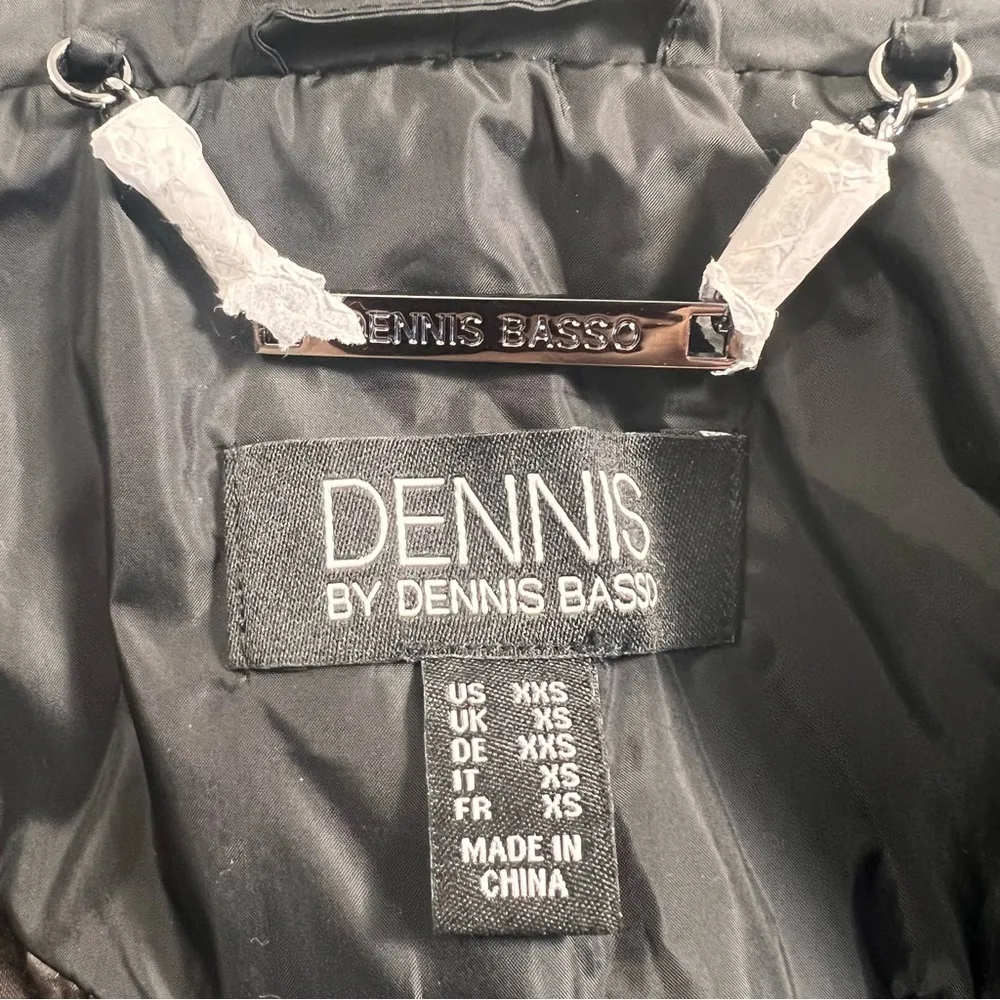 DENNIS BASSO
DENNIS
BY DENNIS BASSO
US XXS
UK XS
DE XXS
IT XS
FR XS
MADE IN
CHINA